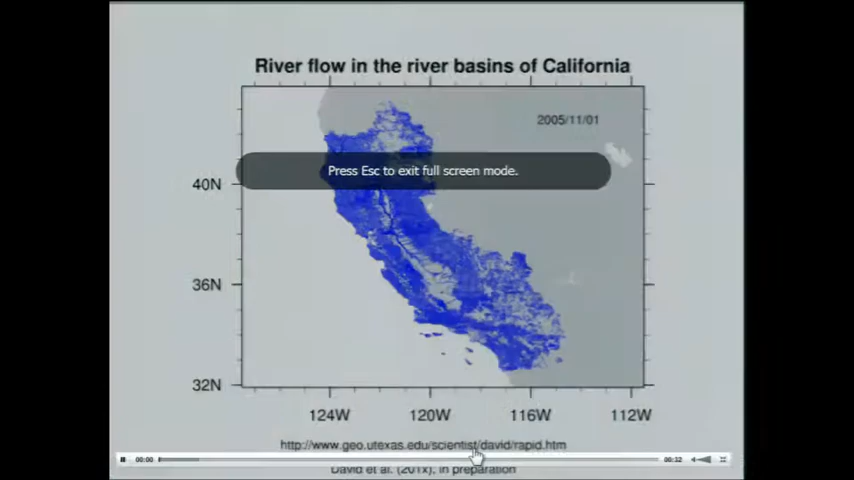 River flow in the river basins of California
2005/11/01
Press Esc to exit full screen mode.
40N
36N
32N
124W 120W 116W 112W
http://www.geo.utexas.edu/scientist/david/rapid.htm
00:00 00:32
David et al. (201x), in preparation